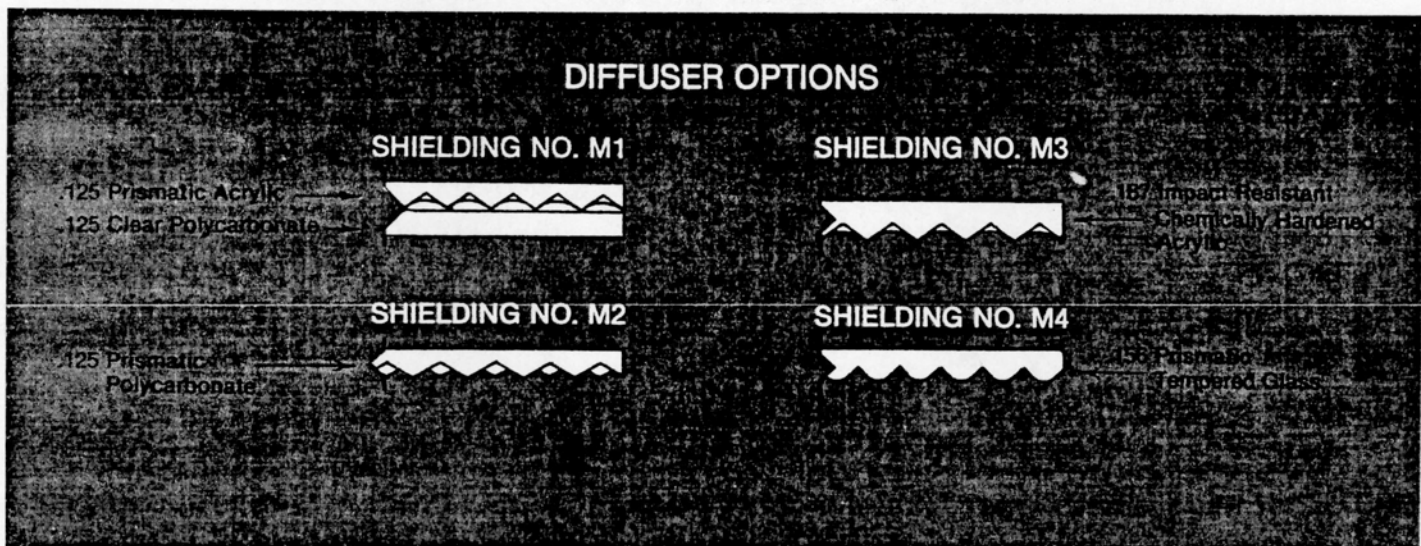 DIFFUSER OPTIONS
SHIELDING NO. M1
.125 Prismatic Acrylic
.125 Clear Polycarbonate
SHIELDING NO. M3
.187 Impact Resistant
Chemically Hardened
Acrylic
SHIELDING NO. M2
.125 Prismatic
Polycarbonate
SHIELDING NO. M4
.156 Prismatic
Tempered Glass